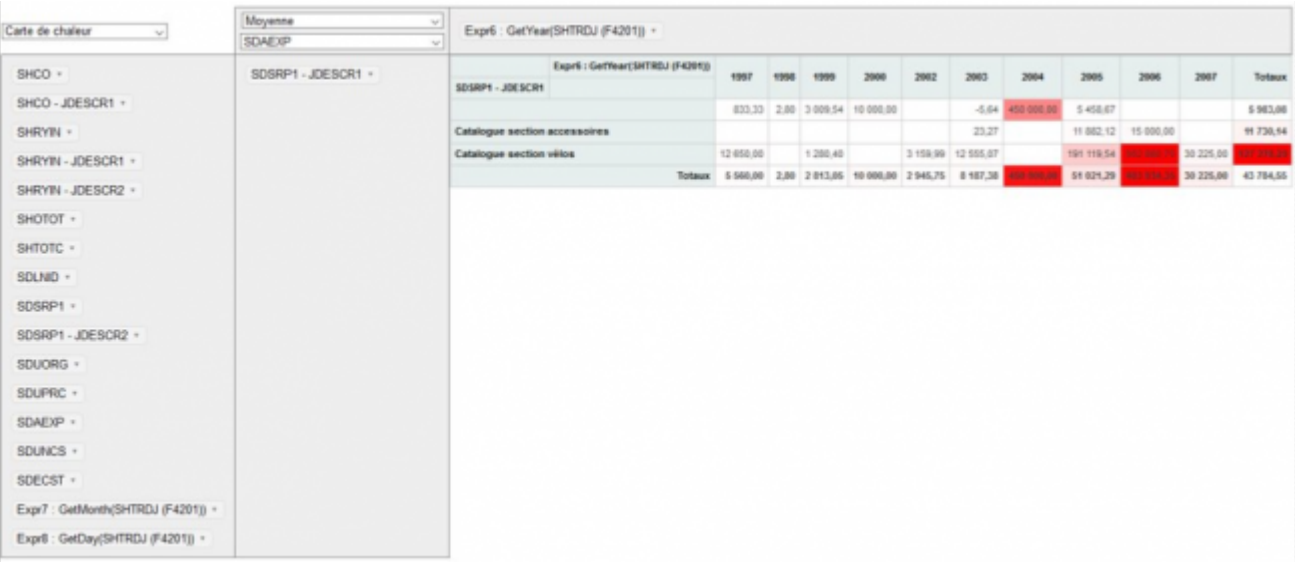 Carte de chaleur
Moyenne
SDAEXP
Expr6 : GetYear(SHTRDJ (F4201))
SHCO
SHCO - JDESCR1
SHRYIN
SHRYIN - JDESCR1
SHRYIN - JDESCR2
SHOTOT
SHTOTC
SDLNID
SDSRP1
SDSRP1 - JDESCR2
SDUORG
SDUPRC
SDAEXP
SDUNCS
SDECST
Expr7 : GetMonth(SHTRDJ (F4201))
Expr8 : GetDay(SHTRDJ (F4201))
SDSRP1 - JDESCR1
Expr6 : GetYear(SHTRDJ (F4201)) 1997 1998 1999 2000 2002 2003 2004 2005 2006 2007 Totaux
SDSRP1 - JDESCR1
833,33 2,80 3 009,54 10 000,00 -5,64 450 000,00 5 458,67 5 983,08
Catalogue section accessoires 23,27 11 882,12 15 000,00 11 730,14
Catalogue section vélos 12 650,00 1 280,40 3 159,99 12 555,07 191 119,54 30 225,00
Totaux 5 560,00 2,80 2 813,05 10 000,00 2 945,75 8 187,38 450 000,00 51 021,29 30 225,00 43 784,55